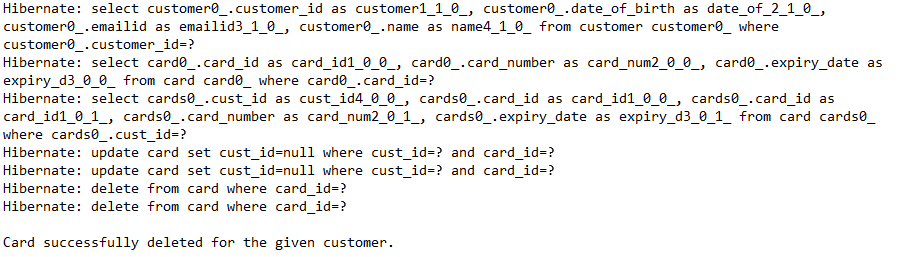 Hibernate: select customer0_.customer_id as customer1_1_0_, customer0_.date_of_birth as date_of_2_1_0_,
customer0_.emailid as emailid3_1_0_, customer0_.name as name4_1_0_ from customer customer0_ where
customer0_.customer_id=?
Hibernate: select card0_.card_id as card_id1_0_0_, card0_.card_number as card_num2_0_0_, card0_.expiry_date as
expiry_d3_0_0_ from card card0_ where card0_.card_id=?
Hibernate: select cards0_.cust_id as cust_id4_0_0_, cards0_.card_id as card_id1_0_0_, cards0_.card_id as
card_id1_0_1_, cards0_.card_number as card_num2_0_1_, cards0_.expiry_date as expiry_d3_0_1_ from card cards0_
where cards0_.cust_id=?
Hibernate: update card set cust_id=null where cust_id=? and card_id=?
Hibernate: update card set cust_id=null where cust_id=? and card_id=?
Hibernate: delete from card where card_id=?
Hibernate: delete from card where card_id=?
Card successfully deleted for the given customer.